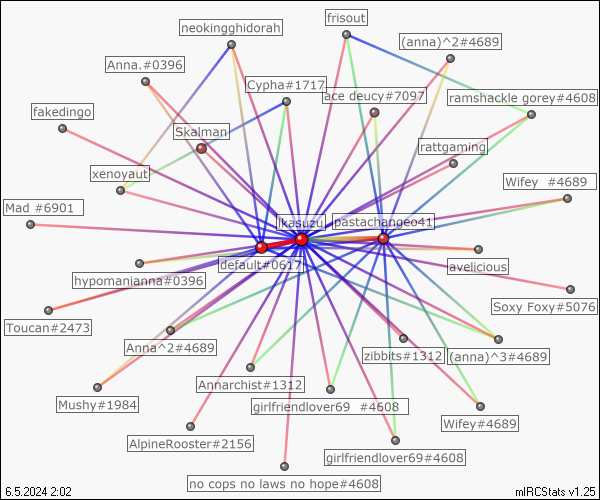 frisout
neokingghidorah
(anna)^2#4689
Anna.#0396
Cypha#1717
ace deucy#7097
ramshackle gorey#4608
fakedingo
Skalman
rattgaming
xenoyaut
Wifey #4689
Mad #6901
ikasuzu
pastachangeo41
default#0617
avelicious
hypomanianna#0396
Soxy Foxy#5076
Toucan#2473
Anna^2#4689
zibbits#1312
(anna)^3#4689
Annarchist#1312
Mushy#1984
girlfriendlover69 #4608
Wifey#4689
AlpineRooster#2156
girlfriendlover69#4608
no cops no laws no hope#4608
6.5.2024 2:02
mIRCStats v1.25